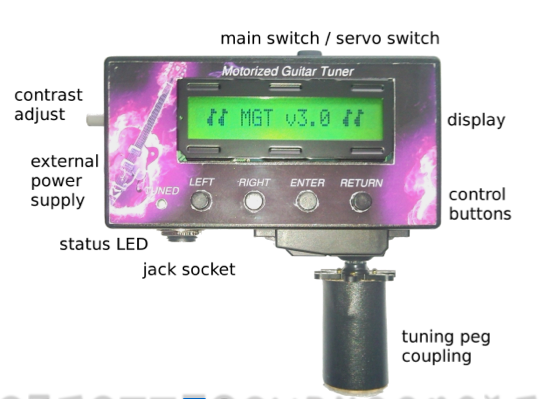 main switch / servo switch
Motorized Guitar Tuner
contrast
adjust
MGT v3.0
display
external
power
supply
TUNED
LEFT
RIGHT
ENTER
RETURN
control
buttons
status LED
jack socket
tuning peg
coupling